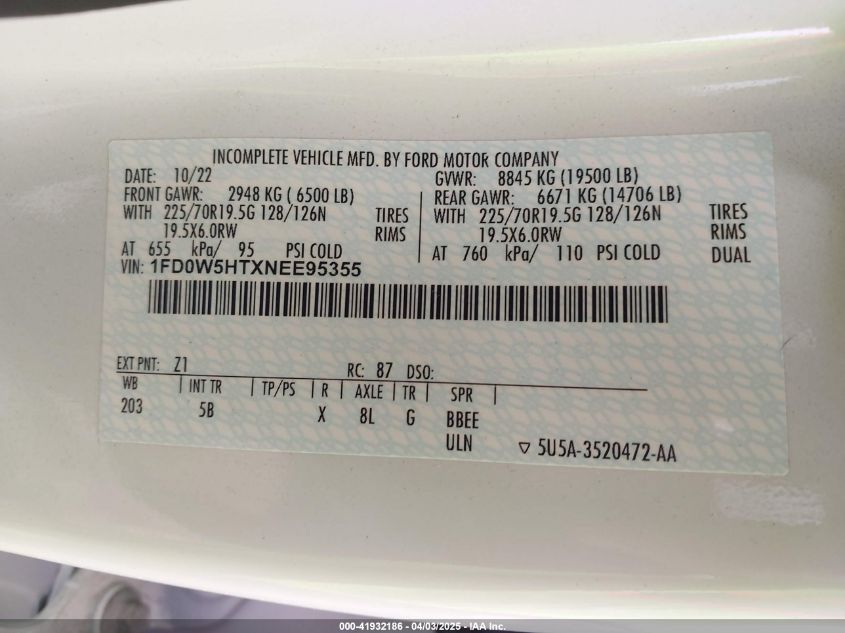 INCOMPLETE VEHICLE MFD. BY FORD MOTOR COMPANY
DATE: 10/22 GVWR: 8845 KG (19500 LB)
FRONT GAWR: 2948 KG ( 6500 LB) REAR GAWR: 6671 KG (14706 LB)
WITH 225/70R19.5G 128/126N TIRES WITH 225/70R19.5G 128/126N TIRES
19.5X6.0RW RIMS 19.5X6.0RW RIMS
AT 655 kPa/ 95 PSI COLD AT 760 kPa/ 110 PSI COLD DUAL
VIN: 1FD0W5HTXNEE95355
EXT PNT: Z1 RC: 87 DSO:
WB | INT TR | TP/PS | R | AXLE | TR | SPR |
203 5B X 8L G BBEE
ULN ▽ 5U5A-3520472-AA
000-41932186 - 04/03/2025 - IAA Inc.